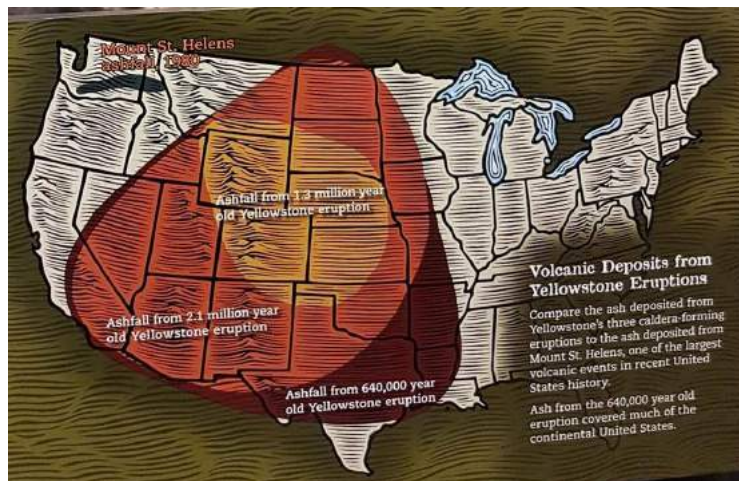 Mount St. Helens
ashfall, 1980
Ashfall from 1.3 million year
old Yellowstone eruption
Ashfall from 2.1 million year
old Yellowstone eruption
Ashfall from 640,000 year
old Yellowstone eruption
Volcanic Deposits from
Yellowstone Eruptions
Compare the ash deposited from
Yellowstone's three caldera-forming
eruptions to the ash deposited from
Mount St. Helens, one of the largest
volcanic events in recent United
States history.
Ash from the 640,000 year old
eruption covered much of the
continental United States.